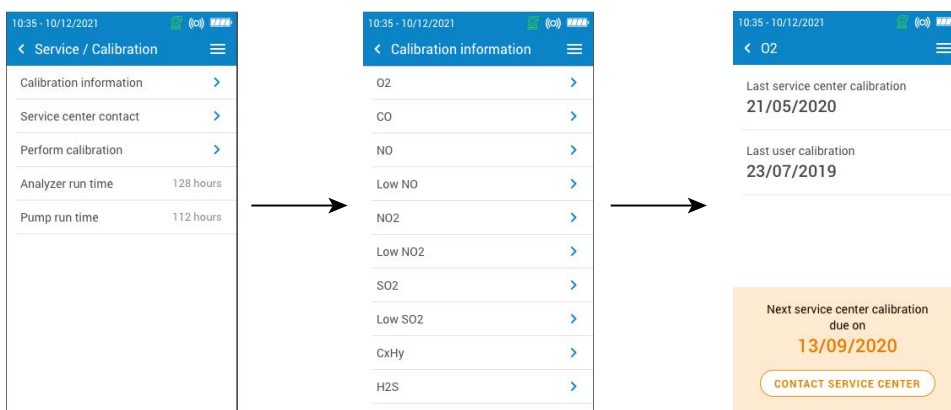 10:35 - 10/12/2021
Service / Calibration
Calibration information
Service center contact
Perform calibration
Analyzer run time 128 hours
Pump run time 112 hours
10:35 - 10/12/2021
Calibration information
O2
CO
NO
Low NO
NO2
Low NO2
SO2
Low SO2
CxHy
H2S
10:35 - 10/12/2021
O2
Last service center calibration
21/05/2020
Last user calibration
23/07/2019
Next service center calibration
due on
13/09/2020
CONTACT SERVICE CENTER